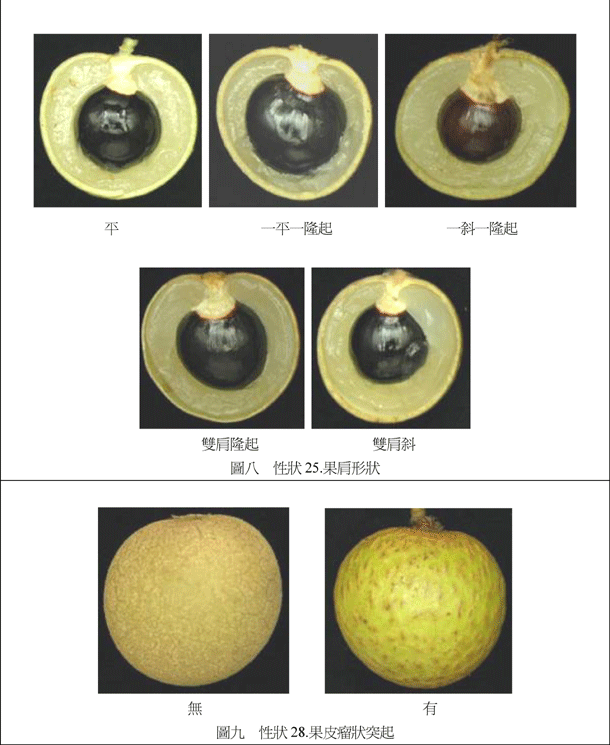 平 一平一隆起 一斜一隆起
雙肩隆起 雙肩斜
圖八 性狀 25.果肩形狀
無 有
圖九 性狀 28.果皮瘤狀突起